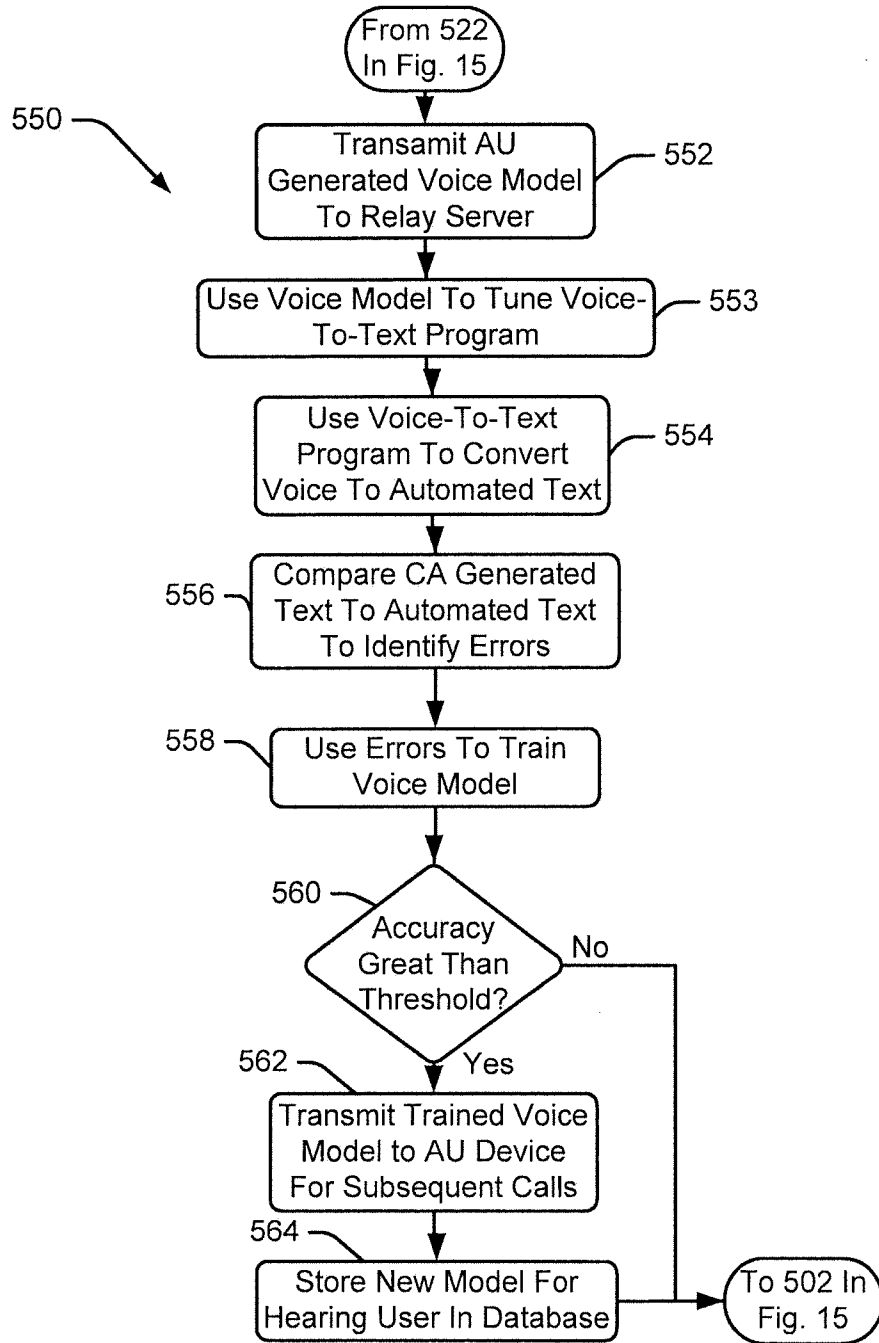 From 522
In Fig. 15
550
Transamit AU
Generated Voice Model
To Relay Server
552
Use Voice Model To Tune Voice-
To-Text Program
553
Use Voice-To-Text
Program To Convert
Voice To Automated Text
554
556
Compare CA Generated
Text To Automated Text
To Identify Errors
558
Use Errors To Train
Voice Model
560
Accuracy
Great Than
Threshold?
No
Yes
562
Transmit Trained Voice
Model to AU Device
For Subsequent Calls
564
Store New Model For
Hearing User In Database
To 502 In
Fig. 15